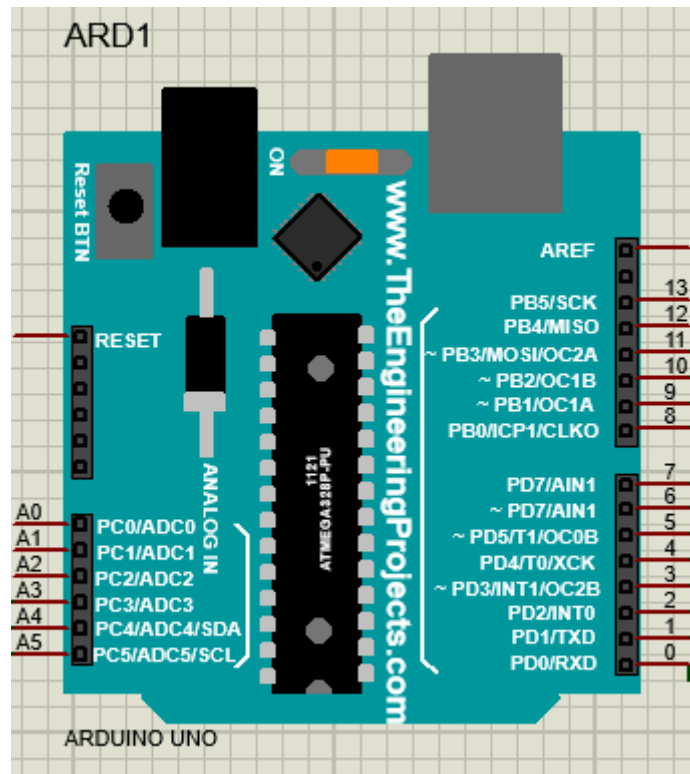 ARD1
ON
Reset BTN
www.TheEngineeringProjects.com
AREF
PB5/SCK 13
PB4/MISO 12
~ PB3/MOSI/OC2A 11
~ PB2/OC1B 10
~ PB1/OC1A 9
PB0/ICP1/CLKO 8
RESET
ANALOG IN
1121
ATMEGA328P-PU
PD7/AIN1 7
~ PD7/AIN1 6
~ PD5/T1/OC0B 5
PD4/T0/XCK 4
~ PD3/INT1/OC2B 3
PD2/INT0 2
PD1/TXD 1
PD0/RXD 0
A0 PC0/ADC0
A1 PC1/ADC1
A2 PC2/ADC2
A3 PC3/ADC3
A4 PC4/ADC4/SDA
A5 PC5/ADC5/SCL
ARDUINO UNO